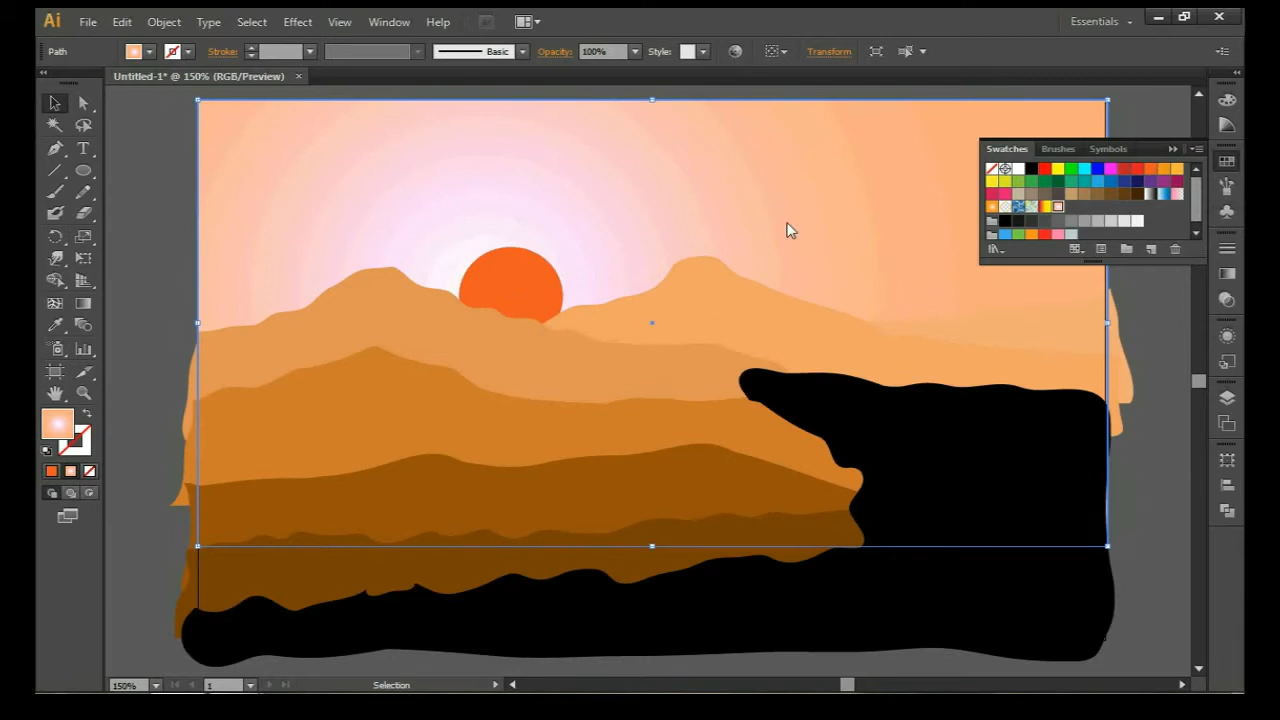 Ai File Edit Object Type Select Effect View Window Help Br Essentials
Path Stroke: Basic Opacity: 100% Style: Transform
Untitled-1* @ 150% (RGB/Preview) ×
Swatches Brushes Symbols
150% 1 Selection